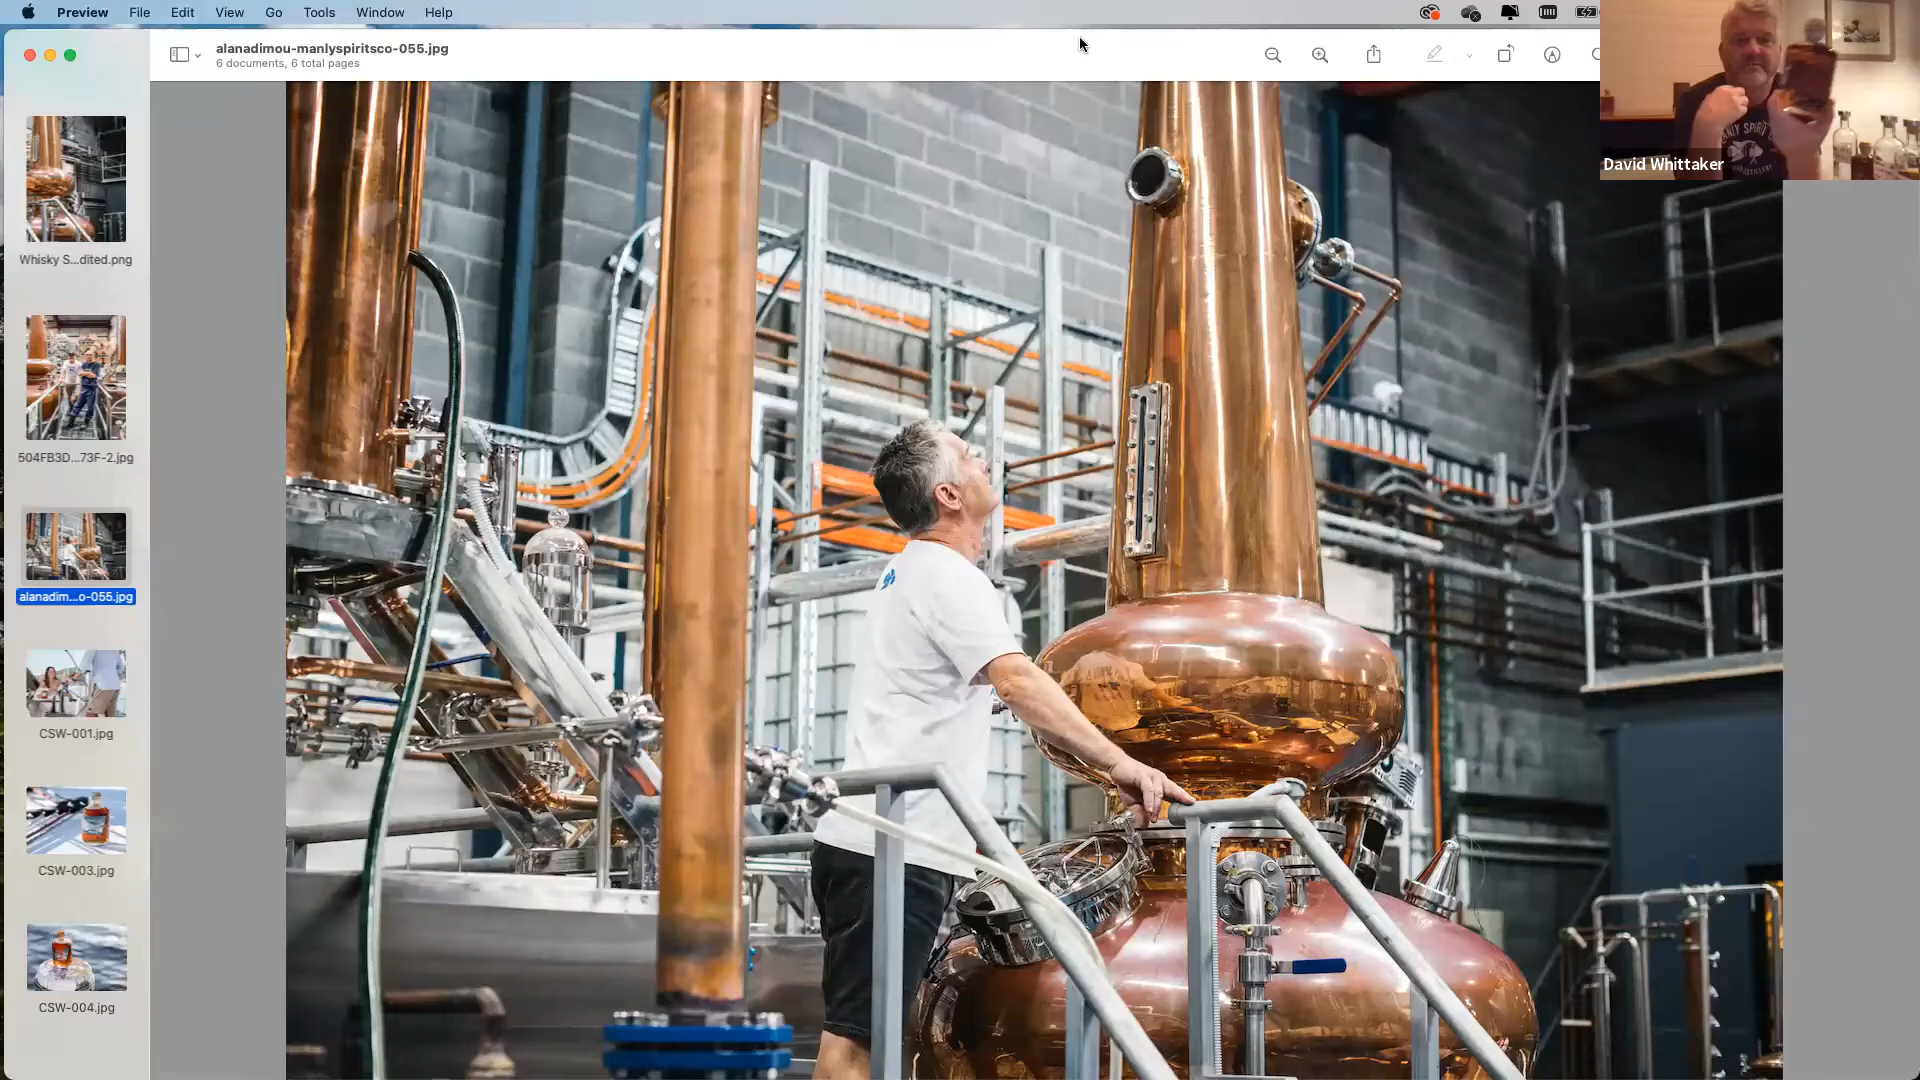 Preview File Edit View Go Tools Window Help
alanadimou-manlyspiritsco-055.jpg
6 documents, 6 total pages
Whisky S...dited.png
504FB3D...73F-2.jpg
alanadim...o-055.jpg
CSW-001.jpg
CSW-003.jpg
CSW-004.jpg
David Whittaker